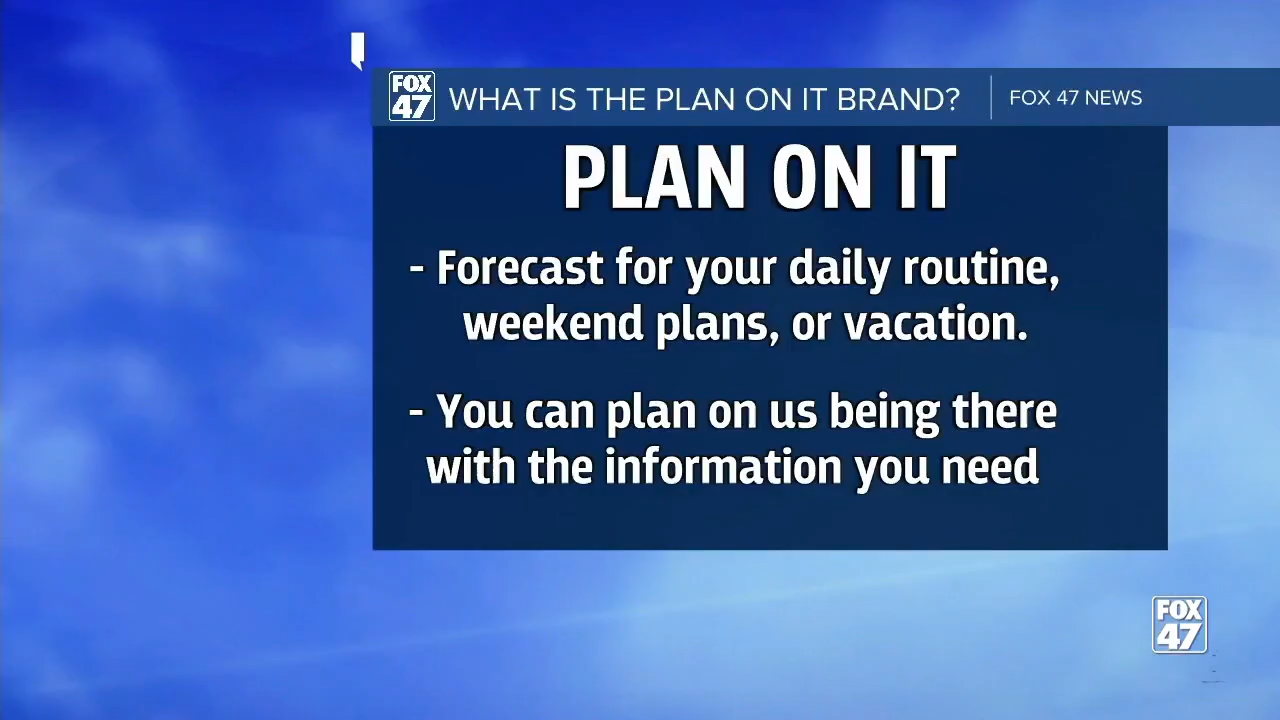 FOX
47
WHAT IS THE PLAN ON IT BRAND?
FOX 47 NEWS
PLAN ON IT
- Forecast for your daily routine,
weekend plans, or vacation.
- You can plan on us being there
with the information you need
FOX
47